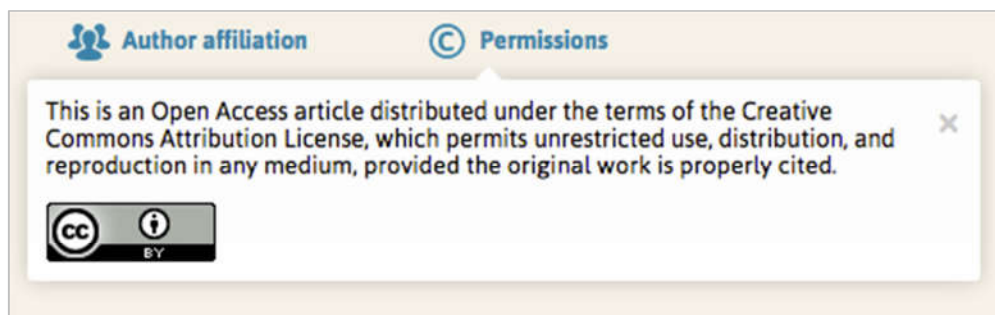 Author affiliation
© Permissions
This is an Open Access article distributed under the terms of the Creative
Commons Attribution License, which permits unrestricted use, distribution, and
reproduction in any medium, provided the original work is properly cited.
cc
BY